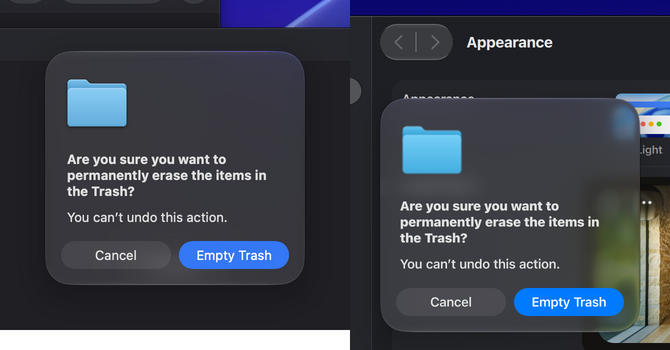 Are you sure you want to
permanently erase the items in
the Trash?
You can’t undo this action.
Cancel
Empty Trash
Appearance
Appearance
Light
Are you sure you want to
permanently erase the items in
the Trash?
You can’t undo this action.
Cancel
Empty Trash